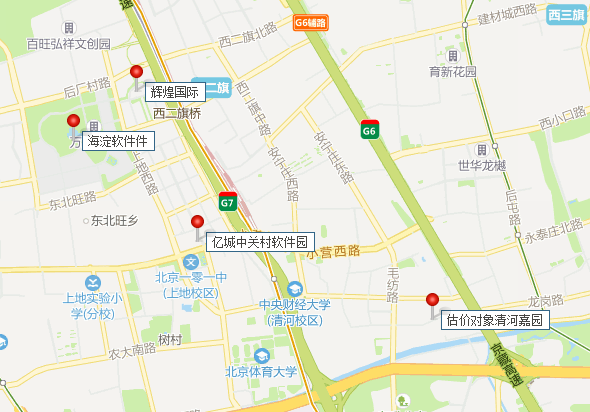 速
G6辅路
建材城西路
西三旗
百旺弘祥文创园
西二旗北路
后厂村路
二旗
育新花园
辉煌国际
西二旗桥
西二旗中路
西小口路
G6
海淀软件件
上地西路
安宁庄西路
安宁庄东路
世华龙樾
后屯路
东北旺路
G7
东北旺乡
永泰庄北路
亿城中关村软件园
小营西路
北京一零一中
(上地校区)
毛纺路
上地实验小
学(分校)
中央财经大学
(清河校区)
龙岗路
估价对象清河嘉园
树村
农大南路
京藏高速
北京体育大学